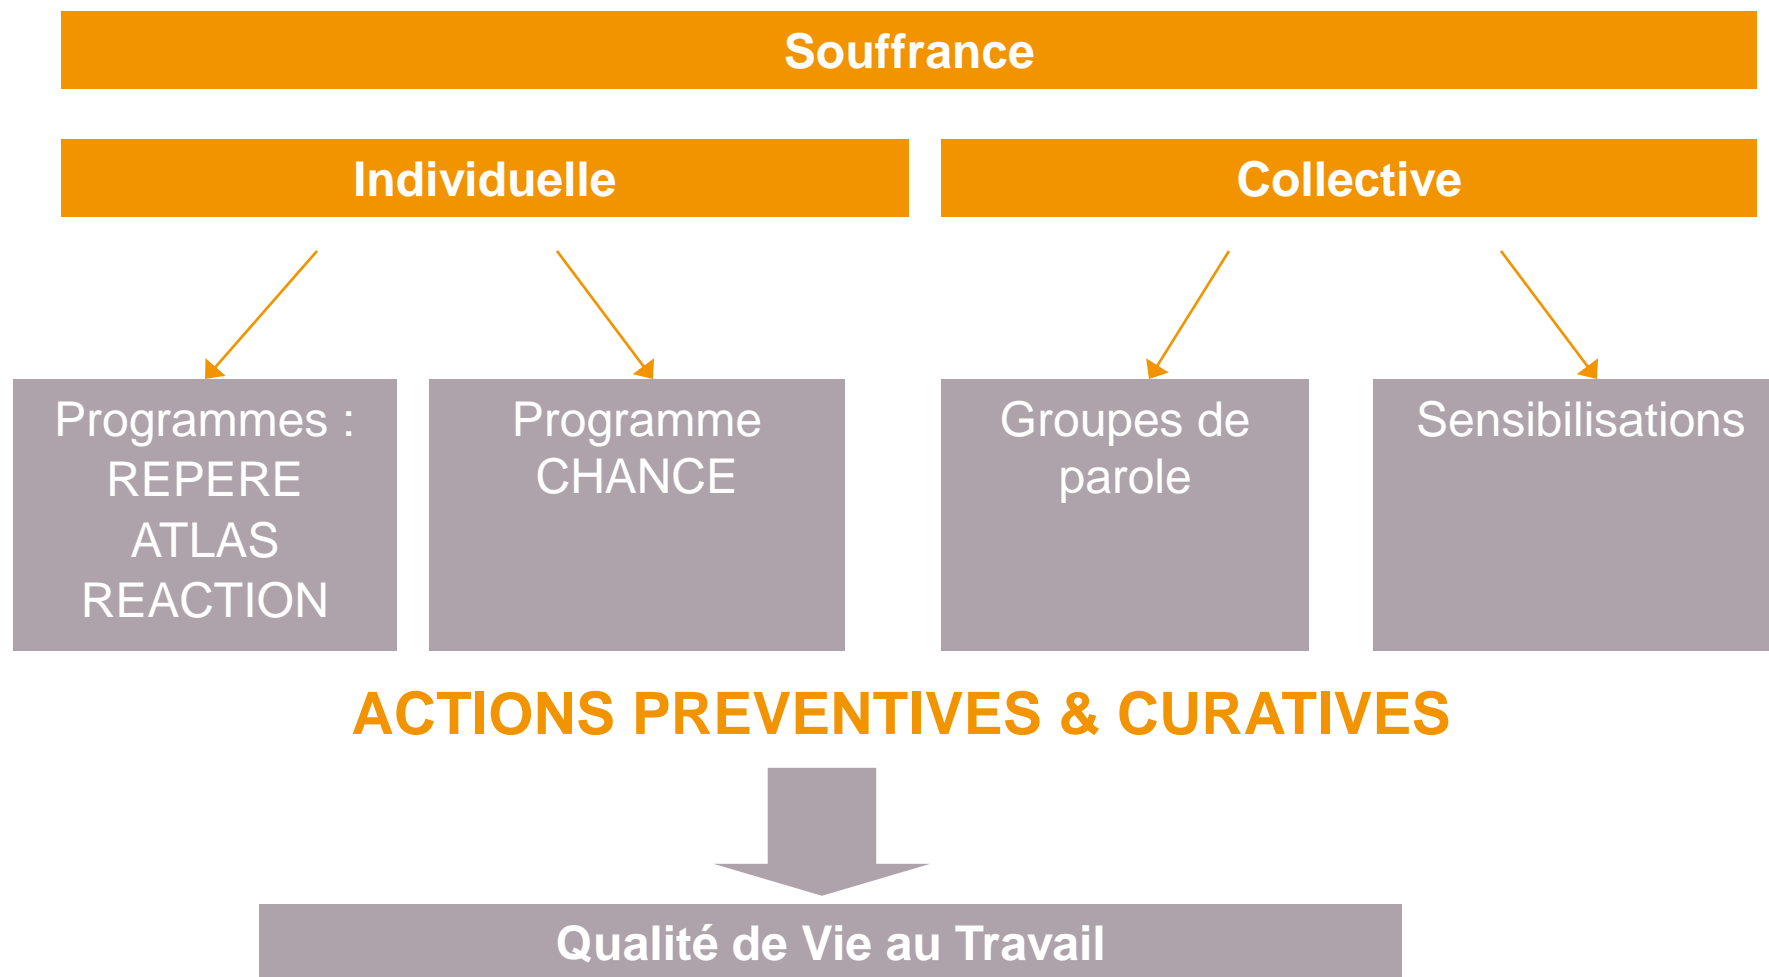 Souffrance
Individuelle
Collective
Programmes :
REPERE
ATLAS
REACTION
Programme
CHANCE
Groupes de
parole
Sensibilisations
ACTIONS PREVENTIVES & CURATIVES
Qualité de Vie au Travail